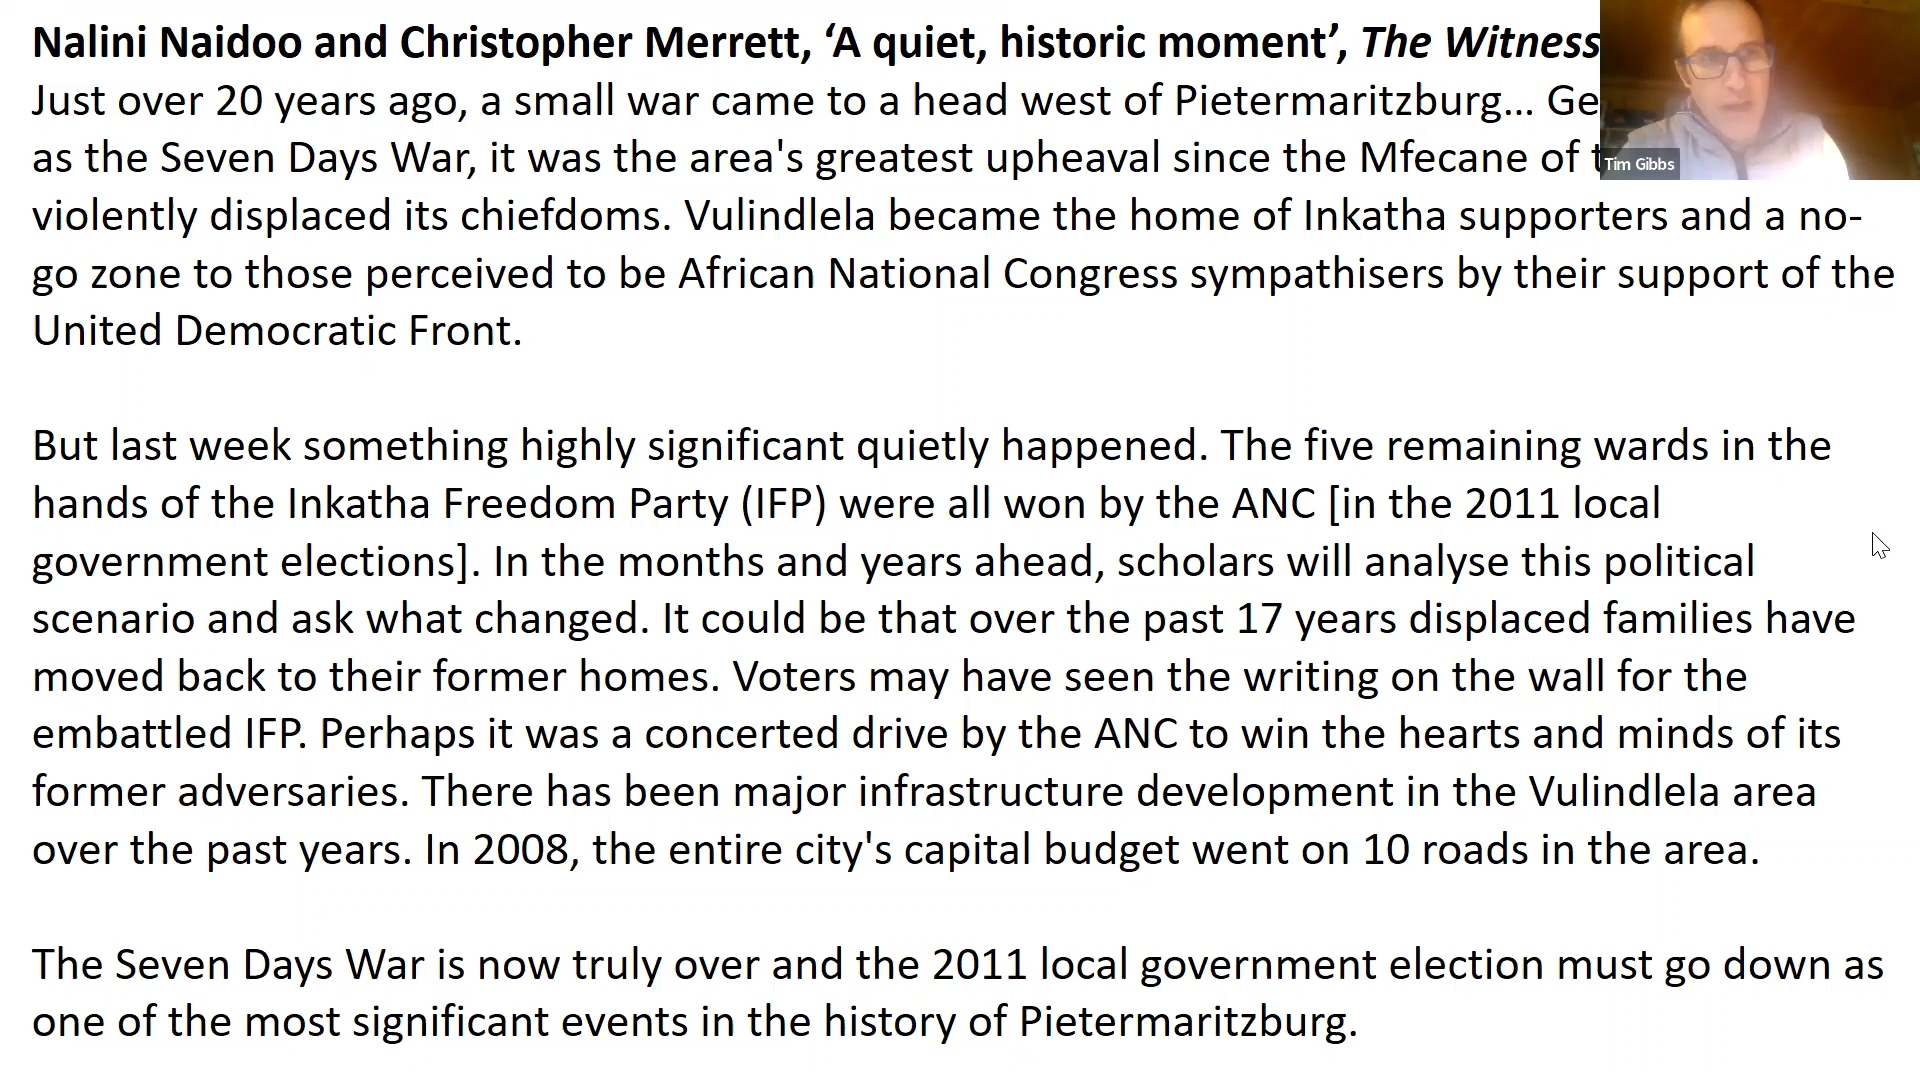 Nalini Naidoo and Christopher Merrett, ‘A quiet, historic moment’, The Witness
Just over 20 years ago, a small war came to a head west of Pietermaritzburg...
as the Seven Days War, it was the area's greatest upheaval since the Mfecane of
violently displaced its chiefdoms. Vulindlela became the home of Inkatha supporters and a no-
go zone to those perceived to be African National Congress sympathisers by their support of the
United Democratic Front.
But last week something highly significant quietly happened. The five remaining wards in the
hands of the Inkatha Freedom Party (IFP) were all won by the ANC [in the 2011 local
government elections]. In the months and years ahead, scholars will analyse this political
scenario and ask what changed. It could be that over the past 17 years displaced families have
moved back to their former homes. Voters may have seen the writing on the wall for the
embattled IFP. Perhaps it was a concerted drive by the ANC to win the hearts and minds of its
former adversaries. There has been major infrastructure development in the Vulindlela area
over the past years. In 2008, the entire city's capital budget went on 10 roads in the area.
The Seven Days War is now truly over and the 2011 local government election must go down as
one of the most significant events in the history of Pietermaritzburg.
Tim Gibbs